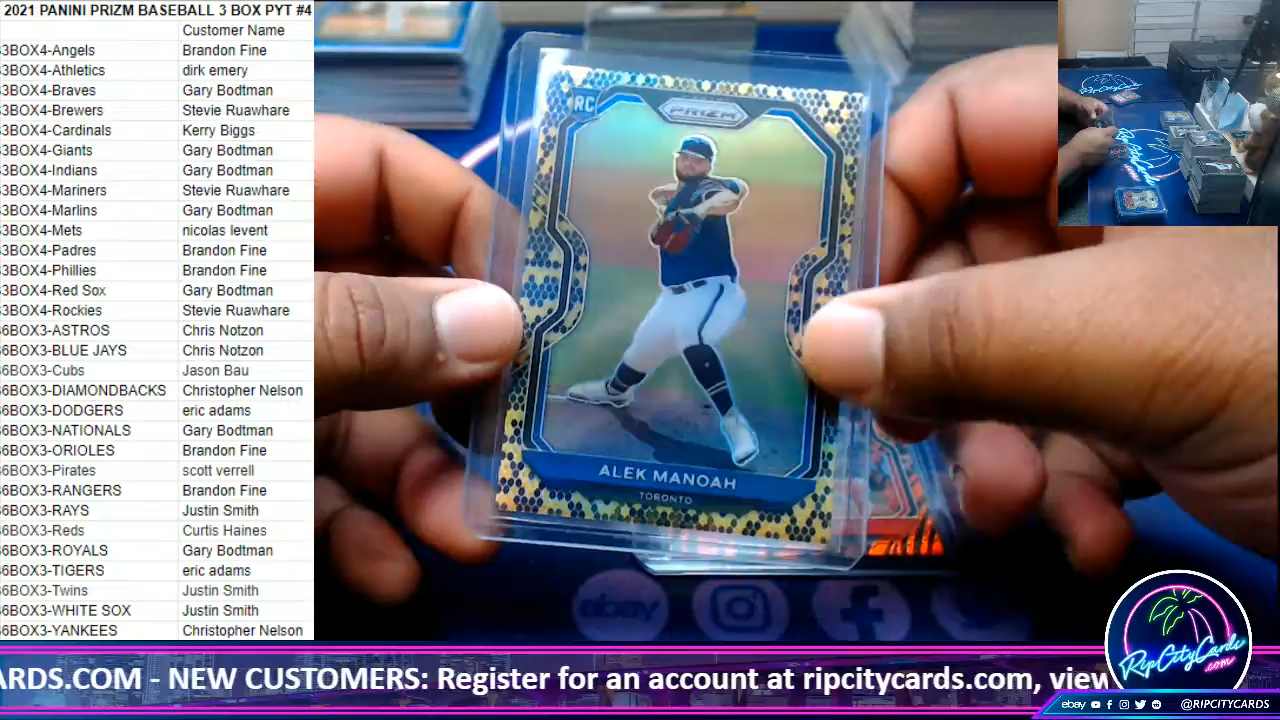 2021 PANINI PRIZM BASEBALL 3 BOX PYT #4
Customer Name
3BOX4-Angels Brandon Fine
3BOX4-Athletics dirk emery
3BOX4-Braves Gary Bodtman
3BOX4-Brewers Stevie Ruawhare
3BOX4-Cardinals Kerry Biggs
3BOX4-Giants Gary Bodtman
3BOX4-Indians Gary Bodtman
3BOX4-Mariners Stevie Ruawhare
3BOX4-Marlins Gary Bodtman
3BOX4-Mets nicolas levent
3BOX4-Padres Brandon Fine
3BOX4-Phillies Brandon Fine
3BOX4-Red Sox Gary Bodtman
3BOX4-Rockies Stevie Ruawhare
6BOX3-ASTROS Chris Notzon
6BOX3-BLUE JAYS Chris Notzon
6BOX3-Cubs Jason Bau
6BOX3-DIAMONDBACKS Christopher Nelson
6BOX3-DODGERS eric adams
6BOX3-NATIONALS Gary Bodtman
6BOX3-ORIOLES Brandon Fine
6BOX3-Pirates scott verrell
6BOX3-RANGERS Brandon Fine
6BOX3-RAYS Justin Smith
6BOX3-Reds Curtis Haines
6BOX3-ROYALS Gary Bodtman
6BOX3-TIGERS eric adams
6BOX3-Twins Justin Smith
6BOX3-WHITE SOX Justin Smith
6BOX3-YANKEES Christopher Nelson
RC
PRIZM
ALEK MANOAH
TORONTO
ebay
RipCityCards
RipCityCards
.com
ARDS.COM - NEW CUSTOMERS: Register for an account at ripcitycards.com, view
ebay @RIPCITYCARDS